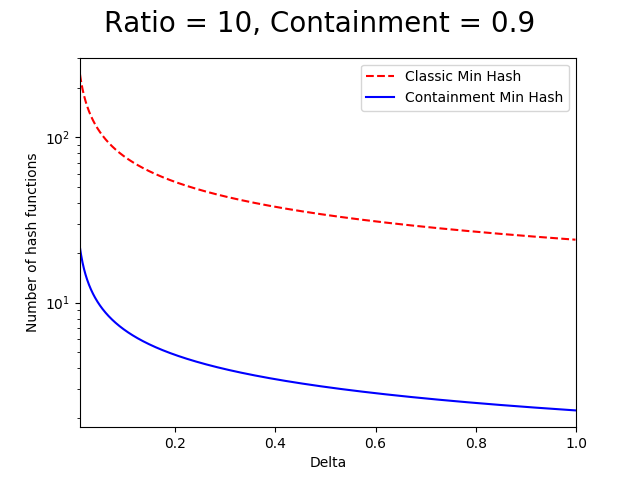 Ratio = 10, Containment = 0.9
Classic Min Hash
Containment Min Hash
Number of hash functions
10²
10¹
0.2 0.4 0.6 0.8 1.0
Delta